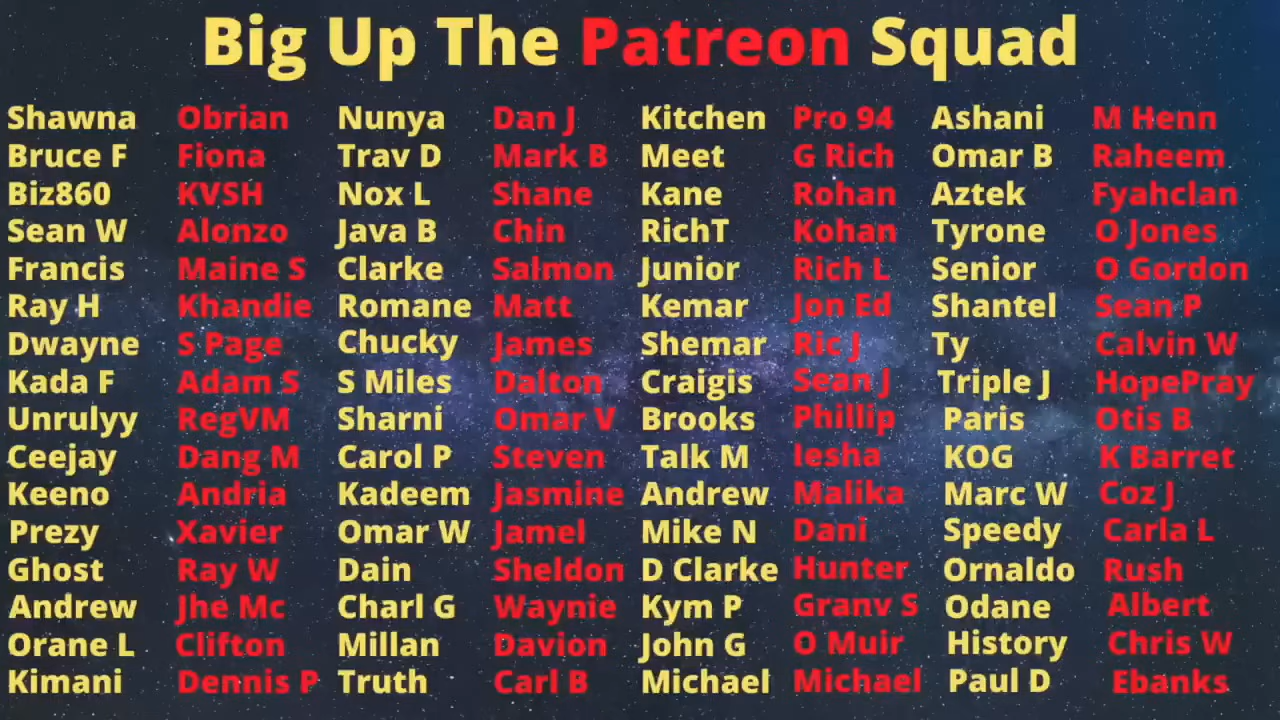 Big Up The Patreon Squad
Shawna Obrian Nunya Dan J Kitchen Pro 94 Ashani M Henn
Bruce F Fiona Trav D Mark B Meet G Rich Omar B Raheem
Biz860 KVSH Nox L Shane Kane Rohan Aztek Fyahclan
Sean W Alonzo Java B Chin RichT Kohan Tyrone O Jones
Francis Maine S Clarke Salmon Junior Rich L Senior O Gordon
Ray H Khandie Romane Matt Kemar Jon Ed Shantel Sean P
Dwayne S Page Chucky James Shemar Ric J Ty Calvin W
Kada F Adam S S Miles Dalton Craigis Sean J Triple J HopePray
Unrulyy RegVM Sharni Omar V Brooks Phillip Paris Otis B
Ceejay Dang M Carol P Steven Talk M Iesha KOG K Barret
Keeno Andria Kadeem Jasmine Andrew Malika Marc W Coz J
Prezy Xavier Omar W Jamel Mike N Dani Speedy Carla L
Ghost Ray W Dain Sheldon D Clarke Hunter Ornaldo Rush
Andrew Jhe Mc Charl G Waynie Kym P Granv S Odane Albert
Orane L Clifton Millan Davion John G O Muir History Chris W
Kimani Dennis P Truth Carl B Michael Michael Paul D Ebanks